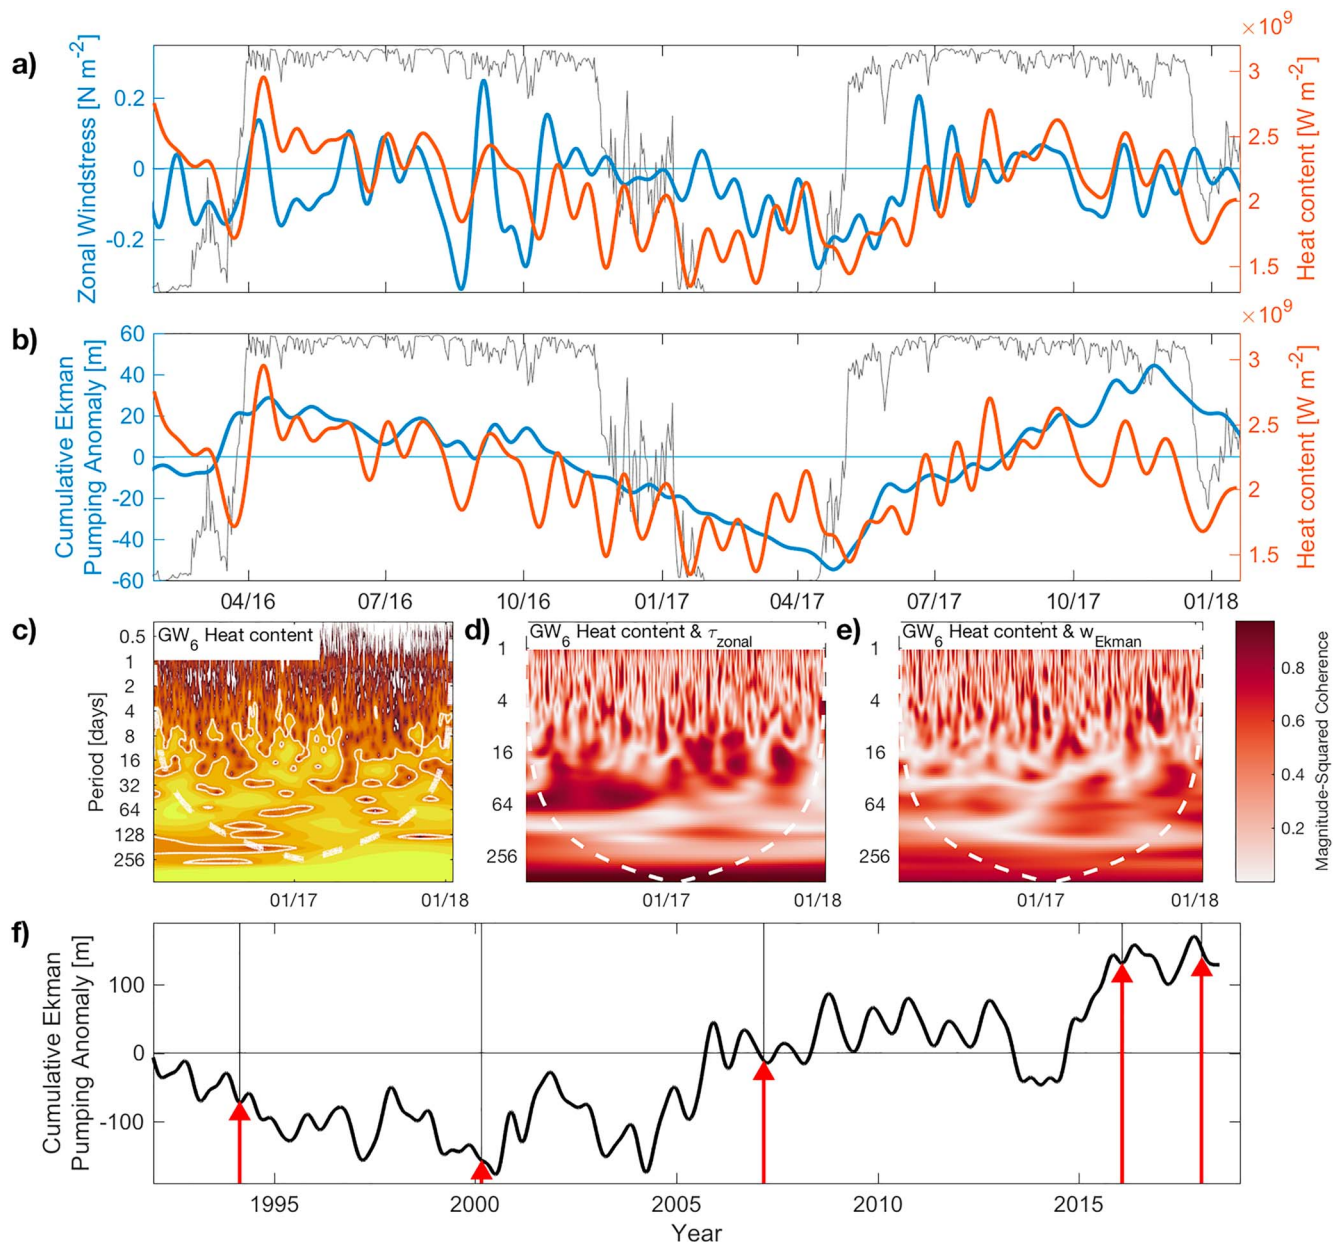 a)
Zonal Windstress [N m-2]
0.2
0
-0.2
×10^9
3
2.5
2
1.5
Heat content [W m-2]
b)
Cumulative Ekman
Pumping Anomaly [m]
60
40
20
0
-20
-40
-60
×10^9
3
2.5
2
1.5
Heat content [W m-2]
04/16 07/16 10/16 01/17 04/17 07/17 10/17 01/18
c)
GW6 Heat content
Period [days]
0.5
1
2
4
8
16
32
64
128
256
01/17 01/18
d)
GW6 Heat content & τzonal
1
4
16
64
256
01/17 01/18
e)
GW6 Heat content & wEkman
1
4
16
64
256
01/17 01/18
0.8
0.6
0.4
0.2
Magnitude-Squared Coherence
f)
Cumulative Ekman
Pumping Anomaly [m]
100
0
-100
1995 2000 2005 2010 2015
Year